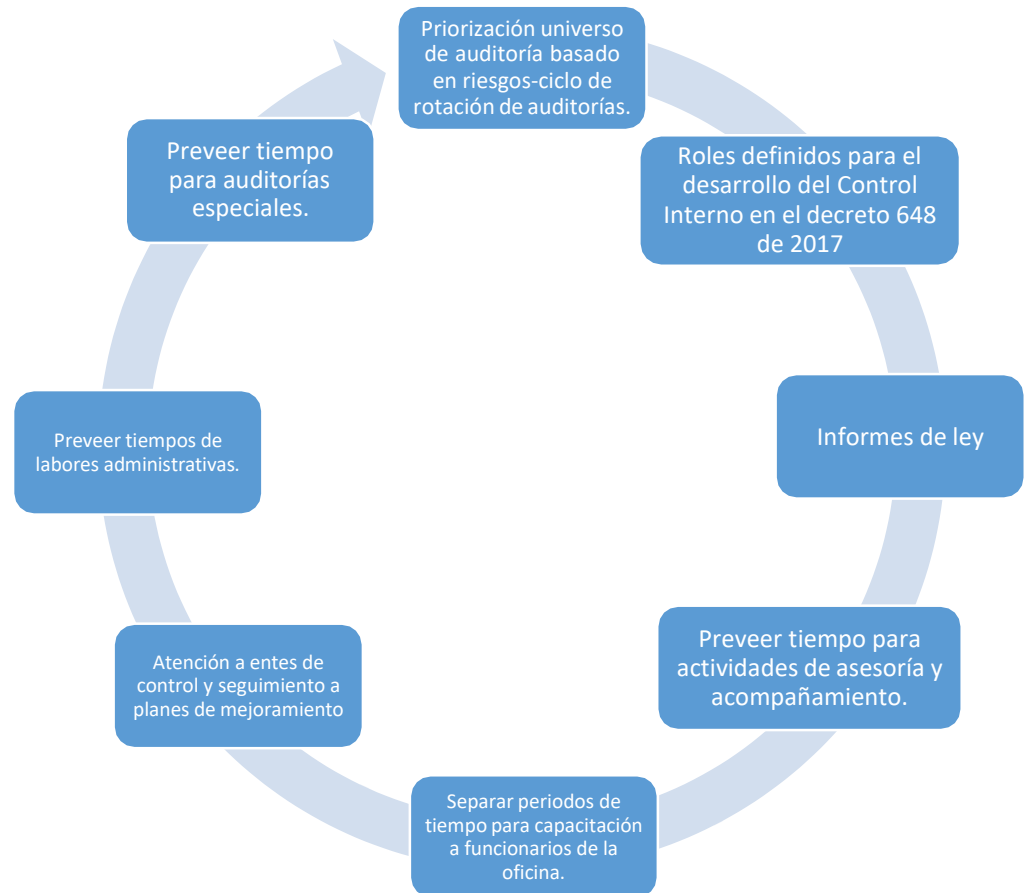 Priorización universo
de auditoría basado
en riesgos-ciclo de
rotación de auditorías.
Roles definidos para el
desarrollo del Control
Interno en el decreto 648
de 2017
Informes de ley
Preveer tiempo para
actividades de asesoría y
acompañamiento.
Separar periodos de
tiempo para capacitación
a funcionarios de la
oficina.
Atención a entes de
control y seguimiento a
planes de mejoramiento
Preveer tiempos de
labores administrativas.
Preveer tiempo
para auditorías
especiales.